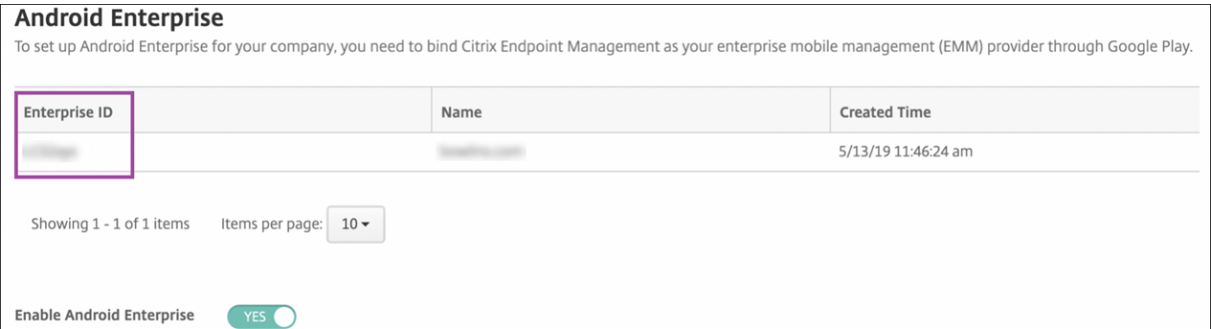 Android Enterprise
To set up Android Enterprise for your company, you need to bind Citrix Endpoint Management as your enterprise mobile management (EMM) provider through Google Play.
Enterprise ID Name Created Time
5/13/19 11:46:24 am
Showing 1 - 1 of 1 items Items per page: 10
Enable Android Enterprise YES